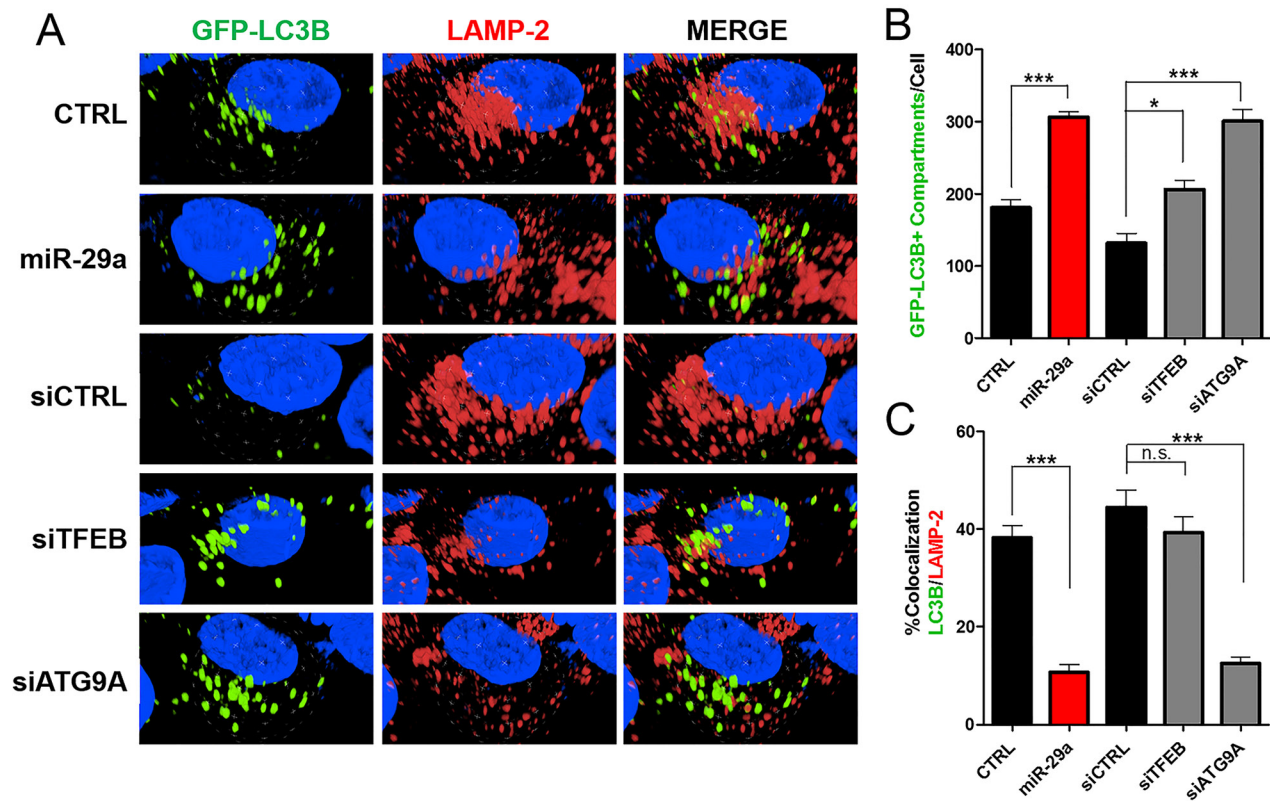 A
GFP-LC3B
LAMP-2
MERGE
CTRL
miR-29a
siCTRL
siTFEB
siATG9A
B
GFP-LC3B+ Compartments/Cell
400
300
200
100
0
***
***
*
CTRL
miR-29a
siCTRL
siTFEB
siATG9A
C
%Colocalization
LC3B/LAMP-2
60
40
20
0
***
***
n.s.
CTRL
miR-29a
siCTRL
siTFEB
siATG9A